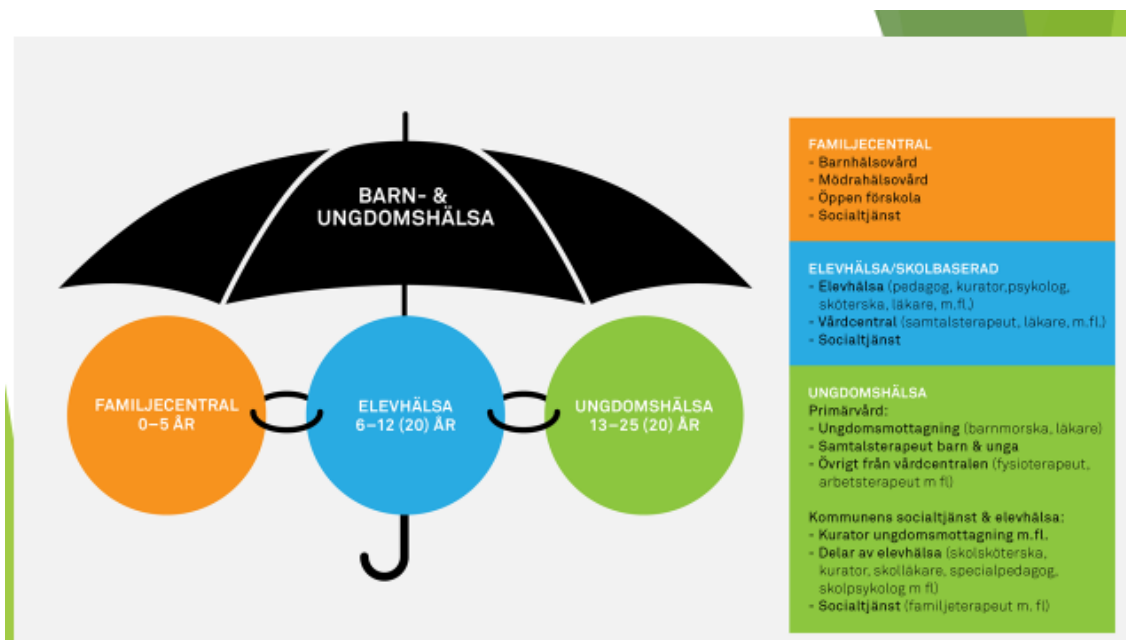 BARN- &
UNGDOMSHÄLSA
FAMILJECENTRAL
0–5 ÅR
ELEVHÄLSA
6–12 (20) ÅR
UNGDOMSHÄLSA
13–25 (20) ÅR
FAMILJECENTRAL
- Barnhälsovård
- Mödrahälsovård
- Öppen förskola
- Socialtjänst
ELEVHÄLSA/SKOLBASERAD
- Elevhälsa (pedagog, kurator,psykolog,
sköterska, läkare, m.fl.)
- Vårdcentral (samtalsterapeut, läkare, m.fl.)
- Socialtjänst
UNGDOMSHÄLSA
Primärvård:
- Ungdomsmottagning (barnmorska, läkare)
- Samtalsterapeut barn & unga
- Övrigt från vårdcentralen (fysioterapeut,
arbetsterapeut m fl)
Kommunens socialtjänst & elevhälsa:
- Kurator ungdomsmottagning m.fl.
- Delar av elevhälsa (skolsköterska,
kurator, skolläkare, specialpedagog,
skolpsykolog m fl)
- Socialtjänst (familjeterapeut m. fl)